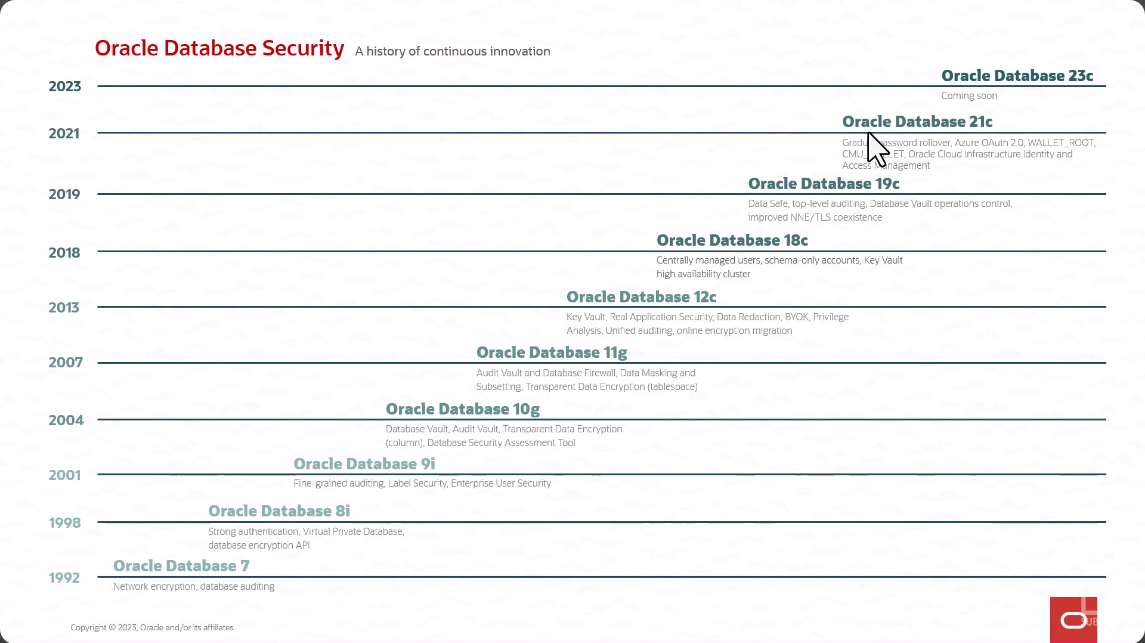 Oracle Database Security A history of continuous innovation
2023
Oracle Database 23c
Coming soon
2021
Oracle Database 21c
password rollover, Azure OAuth 2.0, WALLET_ROOT,
Oracle Cloud Infrastructure Identity and
Access
2019
Oracle Database 19c
Data Safe, top-level auditing, Database Vault operations control,
improved NNE/TLS coexistence
2018
Oracle Database 18c
Centrally managed users, schema-only accounts, Key Vault
high availability cluster
2013
Oracle Database 12c
Key Vault, Real Application Security, Data Redaction, BYOK, Privilege
Analysis, Unified auditing, online encryption migration
2007
Oracle Database 11g
Audit Vault and Database Firewall, Data Masking and
Subsetting, Transparent Data Encryption (tablespace)
2004
Oracle Database 10g
Database Vault, Audit Vault, Transparent Data Encryption
(column), Database Security Assessment Tool
2001
Oracle Database 9i
Fine-grained auditing, Label Security, Enterprise User Security
1998
Oracle Database 8i
Strong authentication, Virtual Private Database,
database encryption API
1992
Oracle Database 7
Network encryption, database auditing
Copyright © 2023, Oracle and/or its affiliates